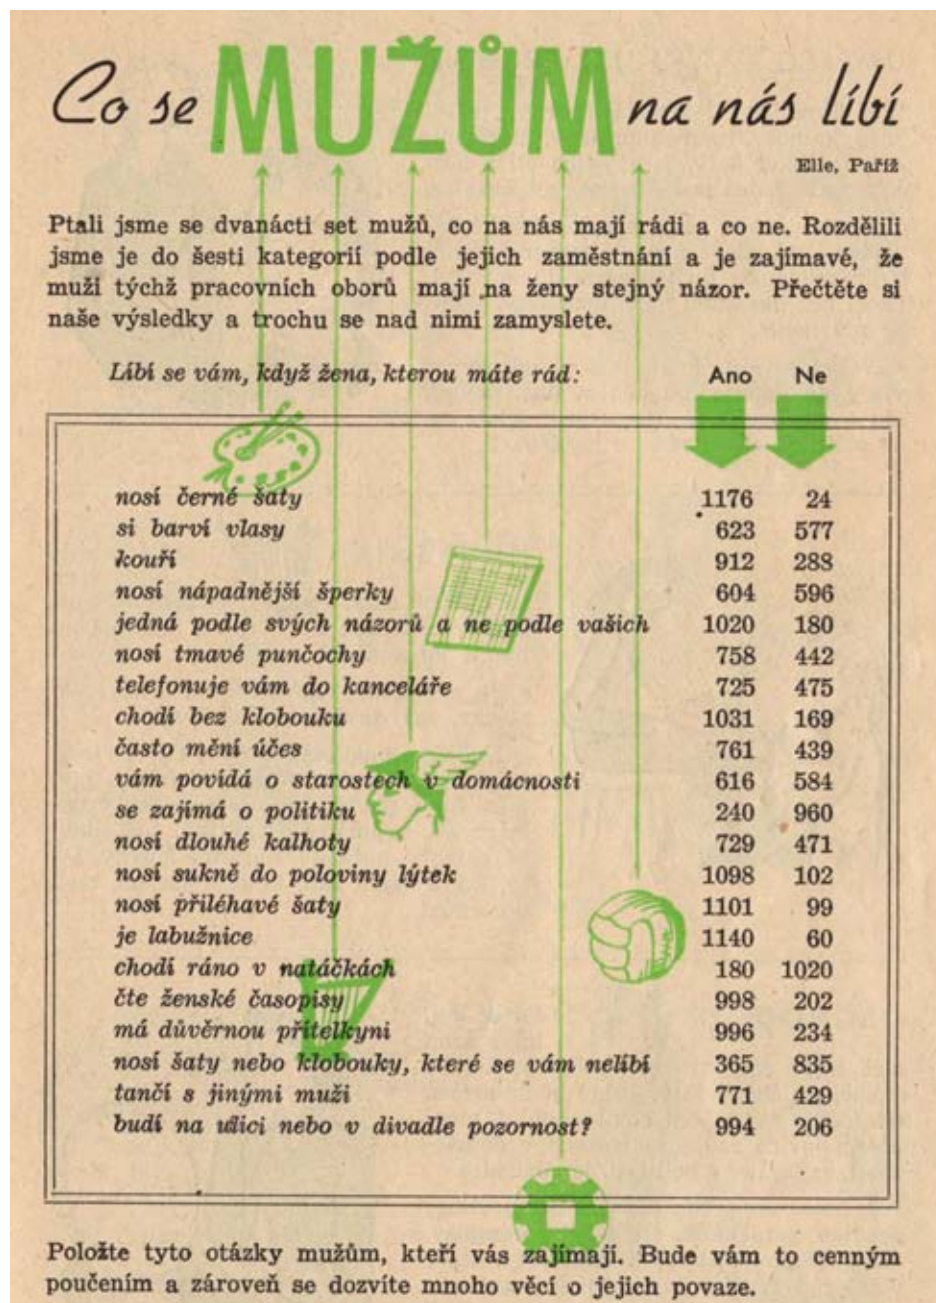 Co se MUŽŮM na nás líbí
Elle, Paříž
Ptali jsme se dvanácti set mužů, co na nás mají rádi a co ne. Rozdělili
jsme je do šesti kategorií podle jejich zaměstnání a je zajímavé, že
muži týchž pracovních oborů mají na ženy stejný názor. Přečtěte si
naše výsledky a trochu se nad nimi zamyslete.
Líbí se vám, když žena, kterou máte rád: Ano Ne
nosí černé šaty 1176 24
si barví vlasy 623 577
kouří 912 288
nosí nápadnější šperky 604 596
jedná podle svých názorů a ne podle vašich 1020 180
nosí tmavé punčochy 758 442
telefonuje vám do kanceláře 725 475
chodí bez klobouku 1031 169
často mění účes 761 439
vám povídá o starostech v domácnosti 616 584
se zajímá o politiku 240 960
nosí dlouhé kalhoty 729 471
nosí sukně do poloviny lýtek 1098 102
nosí přiléhavé šaty 1101 99
je labužnice 1140 60
chodí ráno v natáčkách 180 1020
čte ženské časopisy 998 202
má důvěrnou přítelkyni 996 234
nosí šaty nebo klobouky, které se vám nelíbí 365 835
tančí s jinými muži 771 429
budí na ulici nebo v divadle pozornost? 994 206
Položte tyto otázky mužům, kteří vás zajímají. Bude vám to cenným
poučením a zároveň se dozvíte mnoho věcí o jejich povaze.